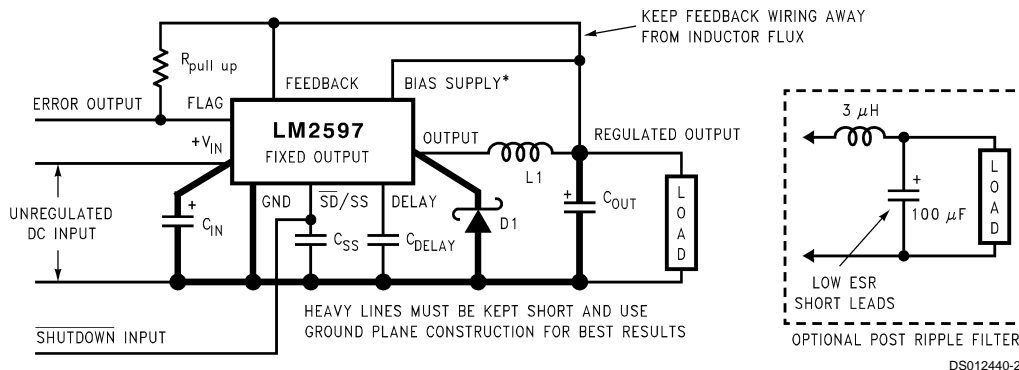 KEEP FEEDBACK WIRING AWAY
FROM INDUCTOR FLUX
Rpull up
FEEDBACK
BIAS SUPPLY*
ERROR OUTPUT
FLAG
LM2597
FIXED OUTPUT
+VIN
OUTPUT
REGULATED OUTPUT
L1
UNREGULATED
DC INPUT
+
CIN
GND
S̅D̅/SS
DELAY
CSS
CDELAY
D1
+
COUT
LOAD
HEAVY LINES MUST BE KEPT SHORT AND USE
GROUND PLANE CONSTRUCTION FOR BEST RESULTS
S̅H̅U̅T̅D̅O̅W̅N̅ INPUT
3 μH
+
100 μF
LOAD
LOW ESR
SHORT LEADS
OPTIONAL POST RIPPLE FILTER
DS012440-2